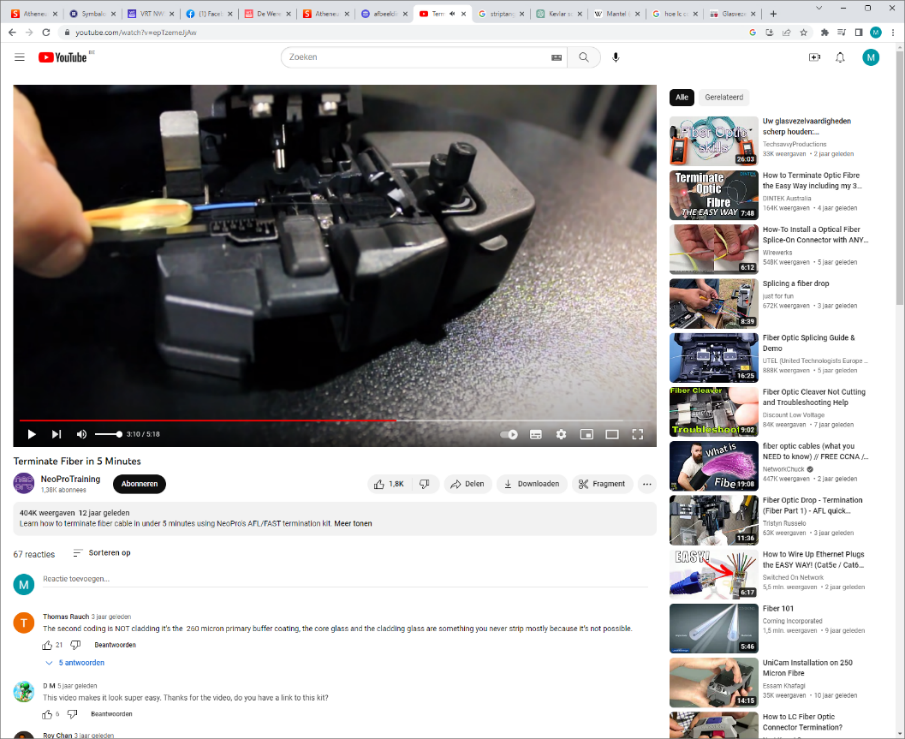 Atheneu
Symbola
VRT NW
(1) Faceb
De Were
Atheneu
afbeeldin
Term
striptan
Kevlar
Mantel
hoe lc c
Glasveze
youtube.com/watch?v=epTzemeJjAw
M
YouTube BE
Zoeken
M
Alle
Gerelateerd
Fiber Optic Skills
26:03
Uw glasvezelvaardigheden
scherp houden:...
TechsavvyProductions
33K weergaven • 2 jaar geleden
Terminate
Optic
Fibre
THE EASY WAY
7:48
How to Terminate Optic Fibre
the Easy Way including my 3...
DINTEK Australia
164K weergaven • 4 jaar geleden
6:12
How-To Install a Optical Fiber
Splice-On Connector with ANY...
Wirewerks
548K weergaven • 5 jaar geleden
8:39
Splicing a fiber drop
just for fun
672K weergaven • 3 jaar geleden
16:25
Fiber Optic Splicing Guide &
Demo
UTEL (United Technologists Europe ...
888K weergaven • 5 jaar geleden
Fiber Cleaver
Troubleshoot
9:02
Fiber Optic Cleaver Not Cutting
and Troubleshooting Help
Discount Low Voltage
84K weergaven • 7 jaar geleden
What is
Fibe
19:08
fiber optic cables (what you
NEED to know) // FREE CCNA /...
NetworkChuck
447K weergaven • 2 jaar geleden
11:36
Fiber Optic Drop - Termination
(Fiber Part 1) - AFL quick...
Tristyn Russelo
63K weergaven • 3 jaar geleden
EASY!
6:17
How to Wire Up Ethernet Plugs
the EASY WAY! (Cat5e / Cat6...
Switched On Network
1,5 mln. weergaven • 2 jaar geleden
5:46
Fiber 101
Corning Incorporated
1,5 mln. weergaven • 9 jaar geleden
14:15
UniCam Installation on 250
Micron Fibre
Essam Khafagi
35K weergaven • 10 jaar geleden
How to LC Fiber Optic
Connector Termination?
3:10 / 5:18
Terminate Fiber in 5 Minutes
NeoProTraining
1,38K abonnees
Abonneren
1,8K
Delen
Downloaden
Fragment
404K weergaven 12 jaar geleden
Learn how to terminate fiber cable in under 5 minutes using NeoPro's AFL/FAST termination kit. Meer tonen
67 reacties
Sorteren op
M
Reactie toevoegen...
T
Thomas Rauch 3 jaar geleden
The second coding is NOT cladding it's the 260 micron primary buffer coating, the core glass and the cladding glass are something you never strip mostly because it's not possible.
21
Beantwoorden
5 antwoorden
D M 5 jaar geleden
This video makes it look super easy. Thanks for the video, do you have a link to this kit?
5
Beantwoorden
Roy Chen 3 jaar geleden